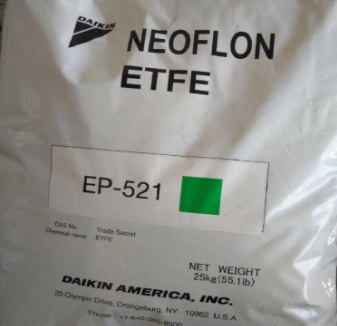 DAIKIN
NEOFLON
ETFE
EP-521
CAS No. Trade Secret
Chemical name: ETFE
NET WEIGHT
25kg(55.1lb)
DAIKIN AMERICA, INC.
20 Olympic Drive, Orangeburg, NY. 10962 U.S.A.
Phone: